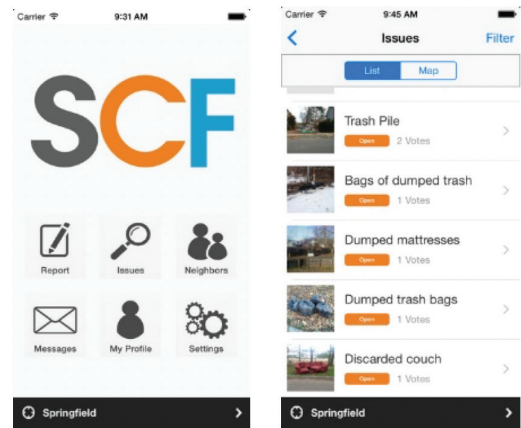 Carrier 9:31 AM
SCF
Report Issues Neighbors
Messages My Profile Settings
Springfield
Carrier 9:45 AM
Issues Filter
List Map
Trash Pile
Open 2 Votes
Bags of dumped trash
Open 1 Votes
Dumped mattresses
Open 1 Votes
Dumped trash bags
Open 1 Votes
Discarded couch
Open 1 Votes
Springfield